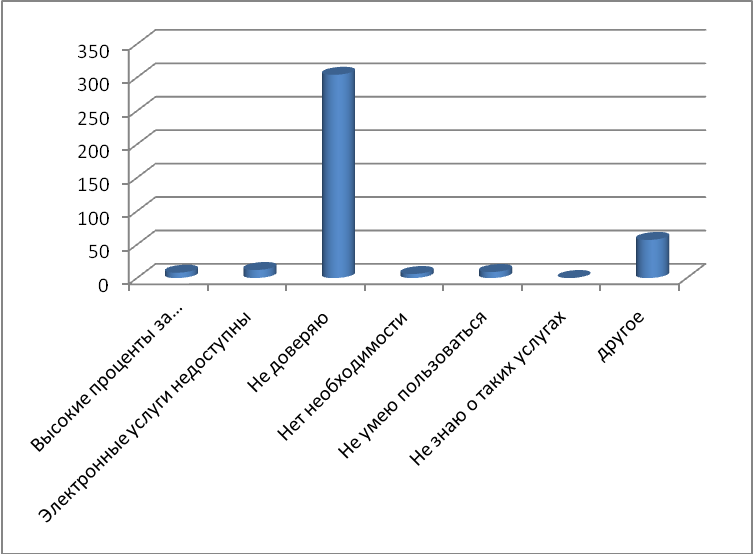 350
300
250
200
150
100
50
0
Высокие проценты за...
Электронные услуги недоступны
Не доверяю
Нет необходимости
Не умею пользоваться
Не знаю о таких услугах
другое